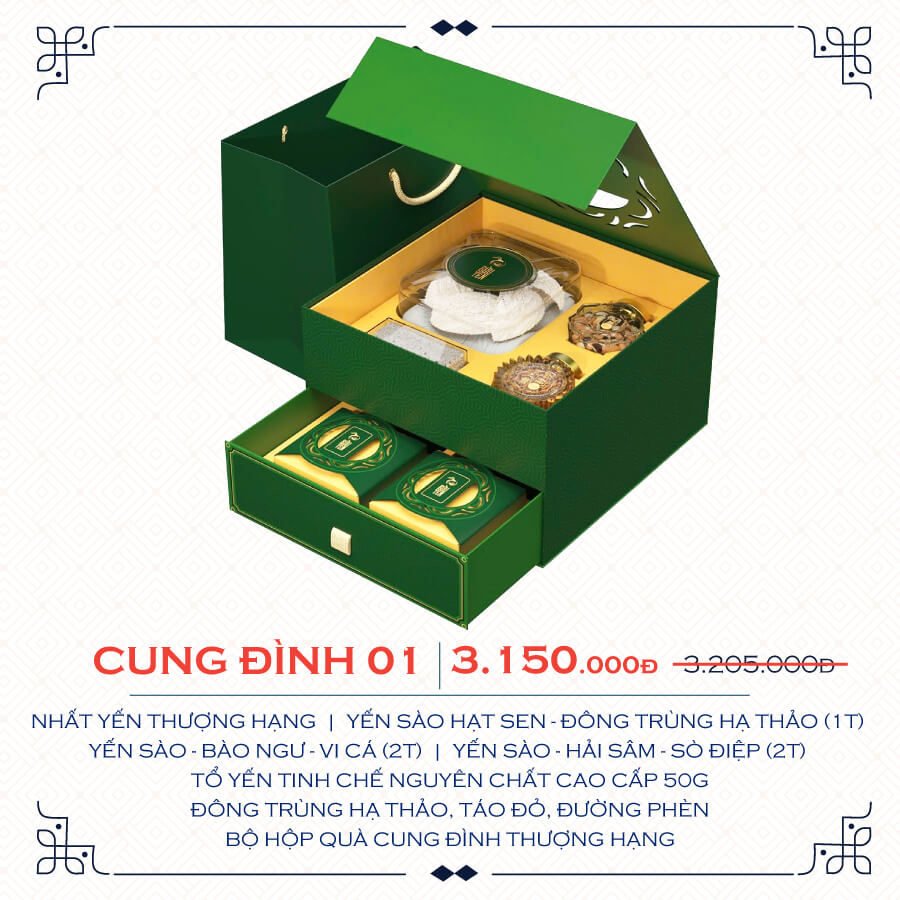 CUNG ĐÌNH 01 | 3.150.000Đ 3.205.000Đ
NHẤT YẾN THƯỢNG HẠNG | YẾN SÀO HẠT SEN - ĐÔNG TRÙNG HẠ THẢO (1T)
YẾN SÀO - BÀO NGƯ - VI CÁ (2T) | YẾN SÀO - HẢI SÂM - SÒ ĐIỆP (2T)
TỔ YẾN TINH CHẾ NGUYÊN CHẤT CAO CẤP 50G
ĐÔNG TRÙNG HẠ THẢO, TÁO ĐỎ, ĐƯỜNG PHÈN
BỘ HỘP QUÀ CUNG ĐÌNH THƯỢNG HẠNG